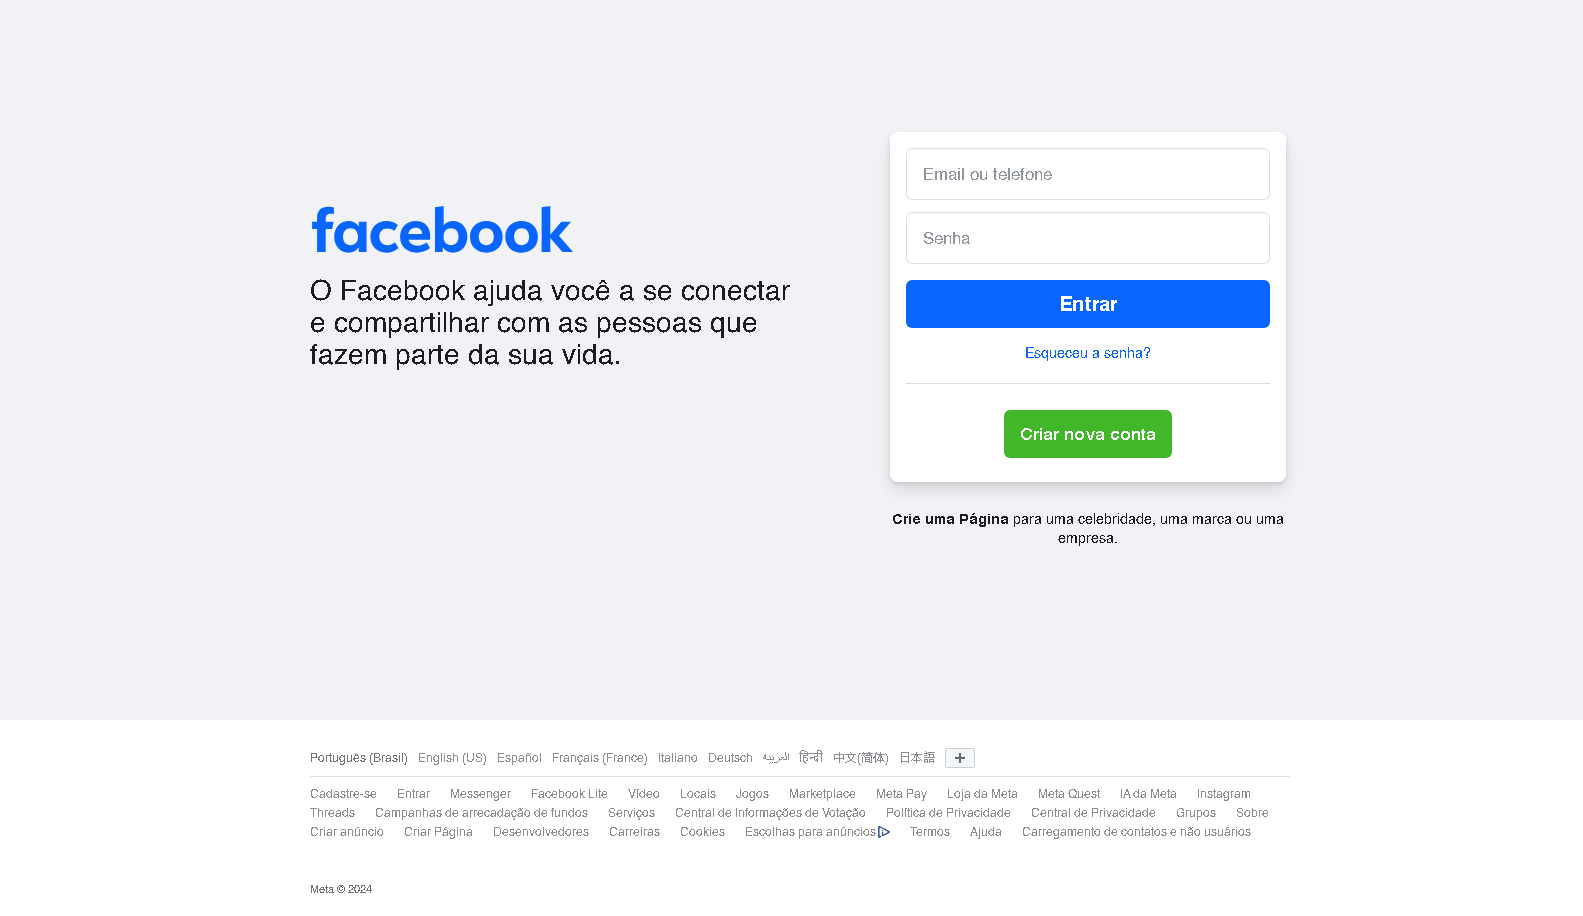 facebook
O Facebook ajuda você a se conectar
e compartilhar com as pessoas que
fazem parte da sua vida.
Email ou telefone
Senha
Entrar
Esqueceu a senha?
Criar nova conta
Crie uma Página para uma celebridade, uma marca ou uma
empresa.
Português (Brasil) English (US) Español Français (France) Italiano Deutsch العربية हिन्दी 中文(简体) 日本語 +
Cadastre-se Entrar Messenger Facebook Lite Vídeo Locais Jogos Marketplace Meta Pay Loja da Meta Meta Quest IA da Meta Instagram
Threads Campanhas de arrecadação de fundos Serviços Central de Informações de Votação Política de Privacidade Central de Privacidade Grupos Sobre
Criar anúncio Criar Página Desenvolvedores Carreiras Cookies Escolhas para anúncios Termos Ajuda Carregamento de contatos e não usuários
Meta © 2024